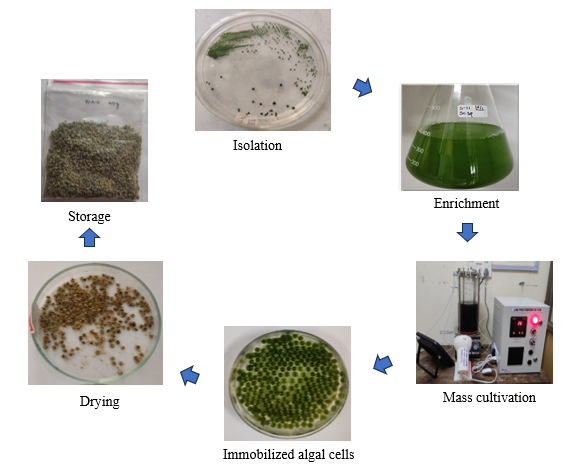 Isolation
Enrichment
Mass cultivation
Immobilized algal cells
Drying
Storage